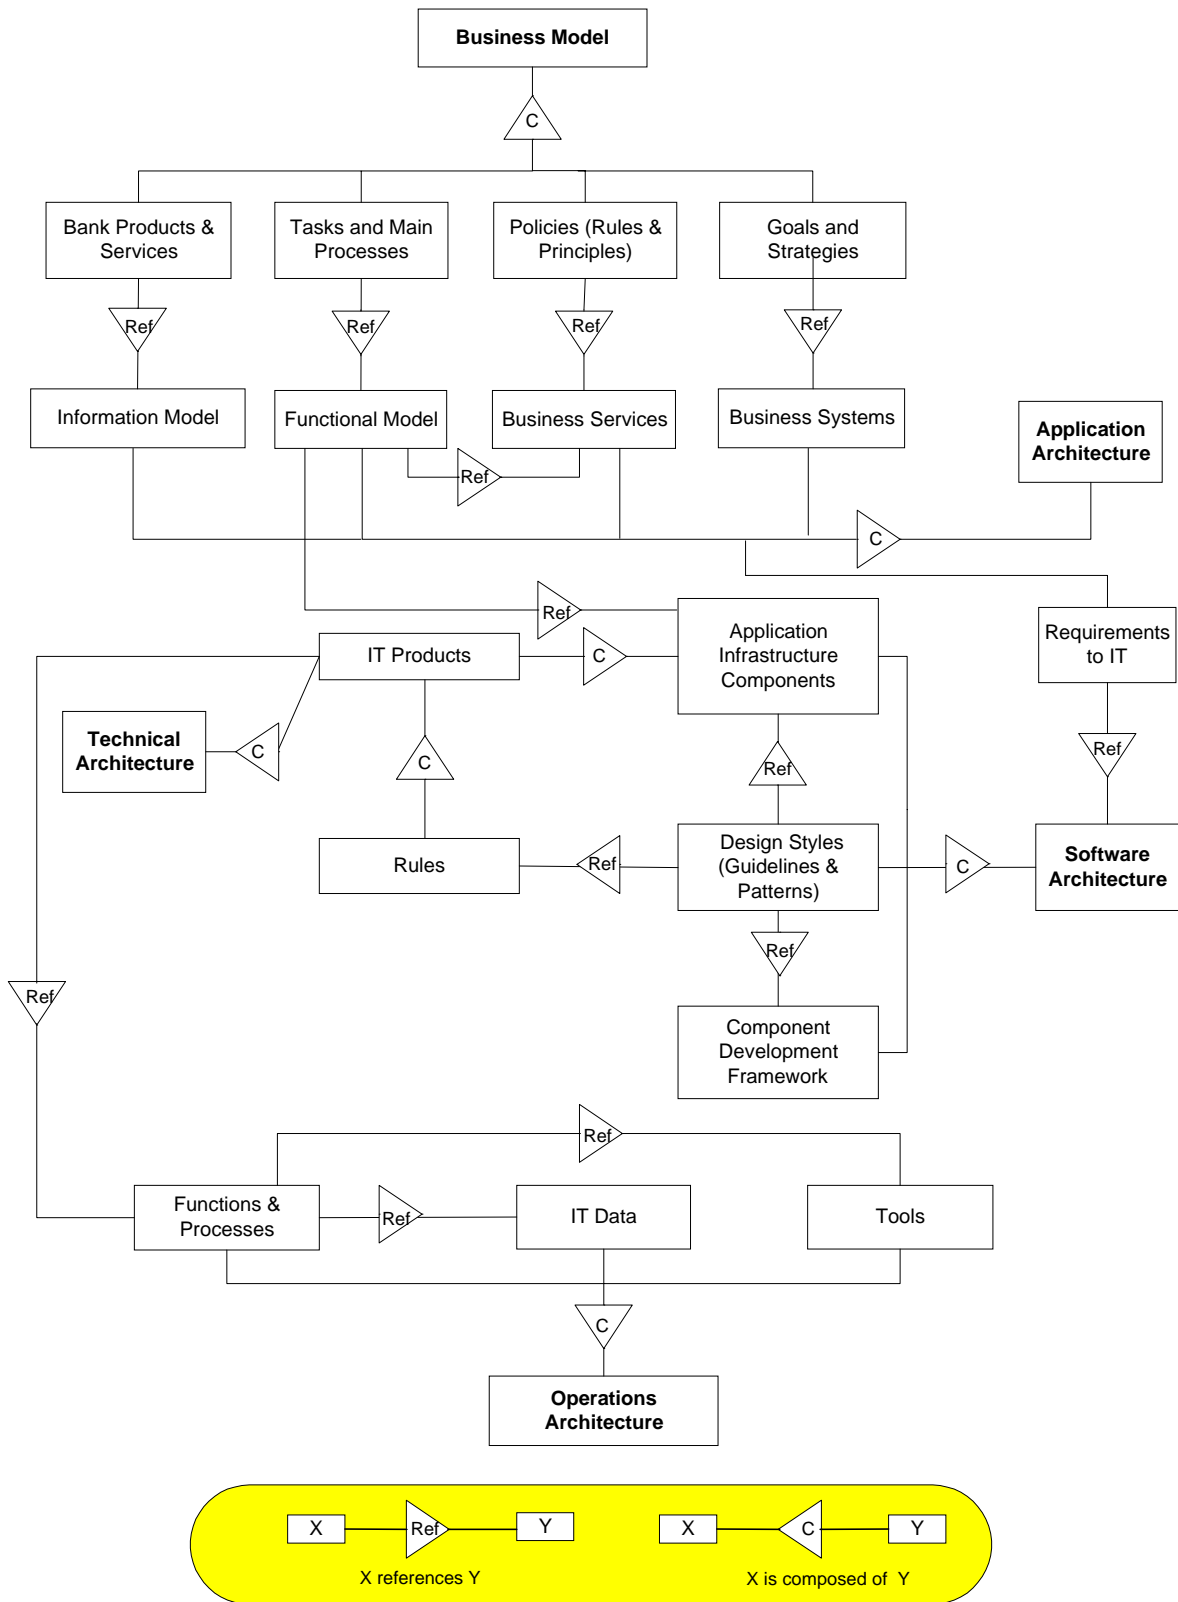 Business Model
C
Bank Products &
Services
Tasks and Main
Processes
Policies (Rules &
Principles)
Goals and
Strategies
Ref
Ref
Ref
Ref
Information Model
Functional Model
Business Services
Business Systems
Application
Architecture
Ref
C
Ref
Application
Infrastructure
Components
Requirements
to IT
IT Products
C
Technical
Architecture
C
C
Ref
Ref
Rules
Ref
Design Styles
(Guidelines &
Patterns)
C
Software
Architecture
Ref
Ref
Component
Development
Framework
Ref
Functions &
Processes
Ref
IT Data
Tools
C
Operations
Architecture
X
Ref
Y
X
C
Y
X references Y
X is composed of Y